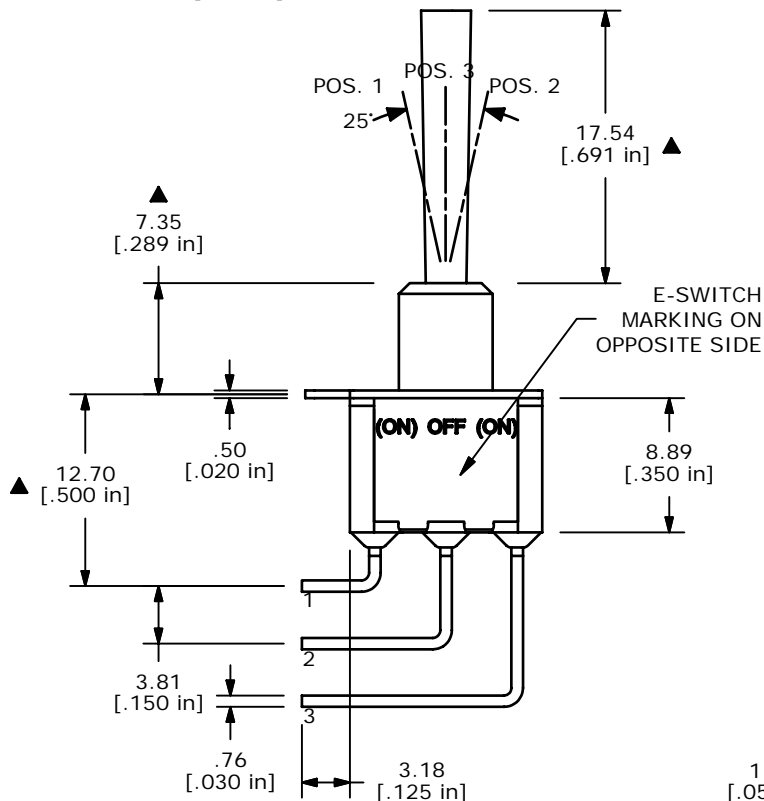 POS. 1
POS. 3
POS. 2
25°
17.54
[.691 in] ▲
▲
7.35
[.289 in]
E-SWITCH
MARKING ON
OPPOSITE SIDE
(ON) OFF (ON)
.50
[.020 in]
8.89
[.350 in]
▲ 12.70
[.500 in]
1
2
3.81
[.150 in]
3
.76
[.030 in]
3.18
[.125 in]